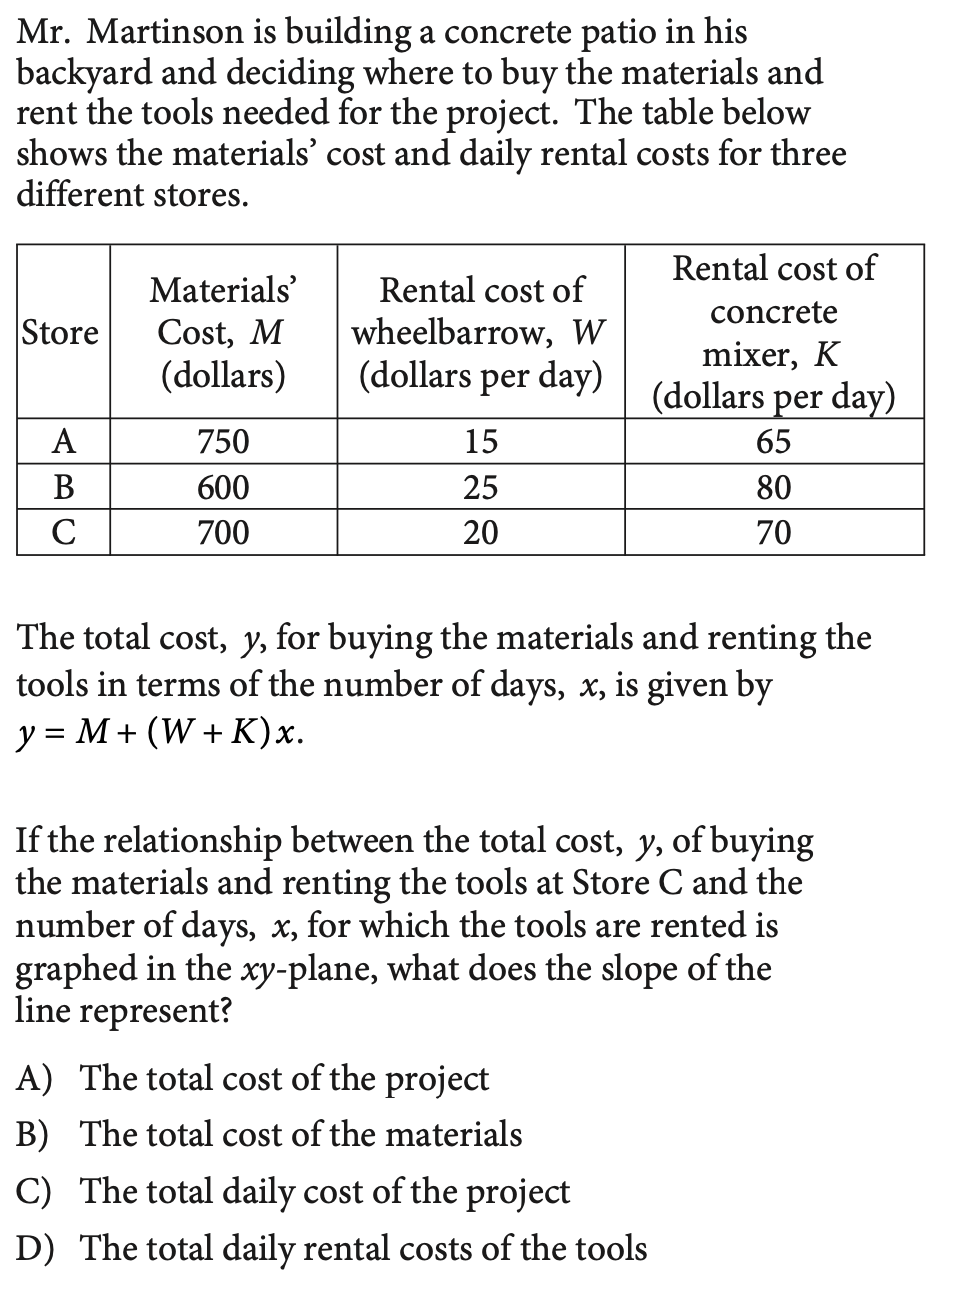 Mr. Martinson is building a concrete patio in his
backyard and deciding where to buy the materials and
rent the tools needed for the project. The table below
shows the materials’ cost and daily rental costs for three
different stores.
Store
Materials’
Cost, M
(dollars)
Rental cost of
wheelbarrow, W
(dollars per day)
Rental cost of
concrete
mixer, K
(dollars per day)
A 750 15 65
B 600 25 80
C 700 20 70
The total cost, y, for buying the materials and renting the
tools in terms of the number of days, x, is given by
y = M + (W + K)x.
If the relationship between the total cost, y, of buying
the materials and renting the tools at Store C and the
number of days, x, for which the tools are rented is
graphed in the xy-plane, what does the slope of the
line represent?
A) The total cost of the project
B) The total cost of the materials
C) The total daily cost of the project
D) The total daily rental costs of the tools